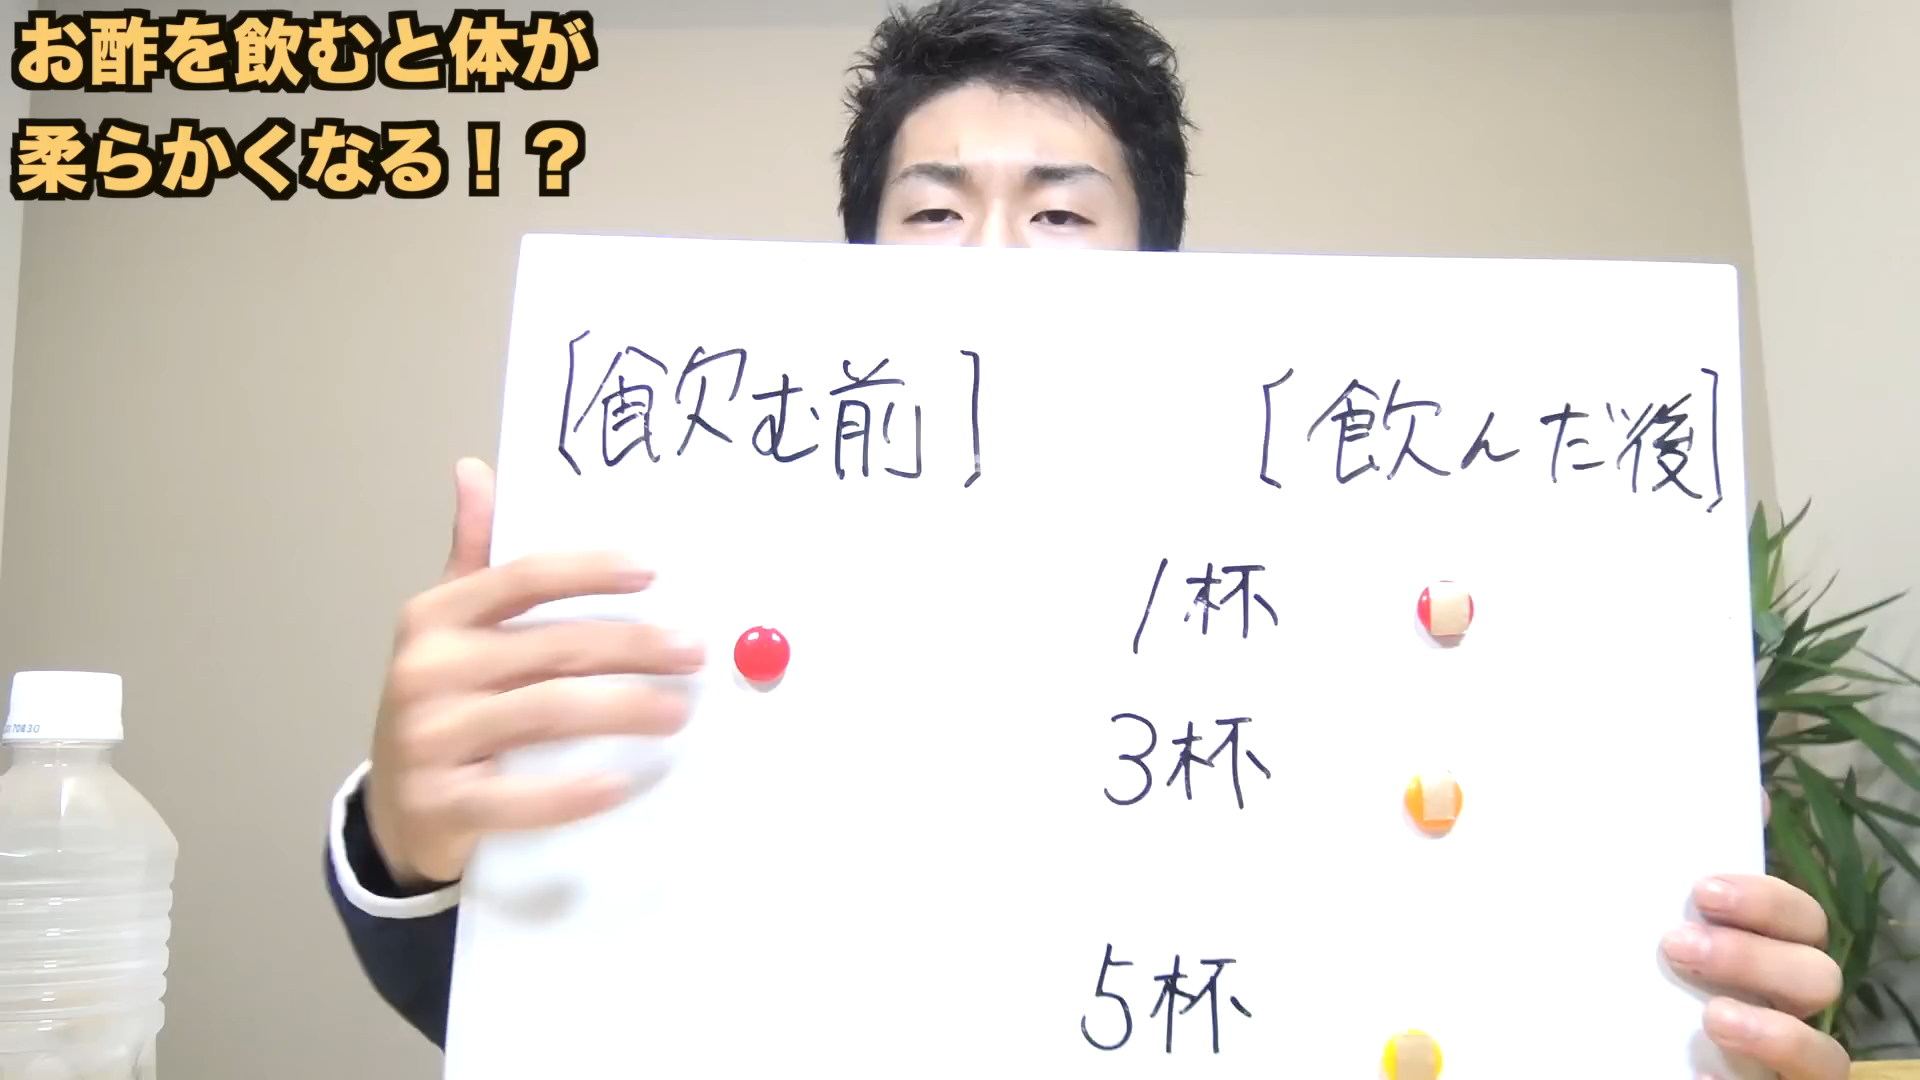 お酢を飲むと体が
柔らかくなる！？
[飲む前]
[飲んだ後]
1杯
3杯
5杯